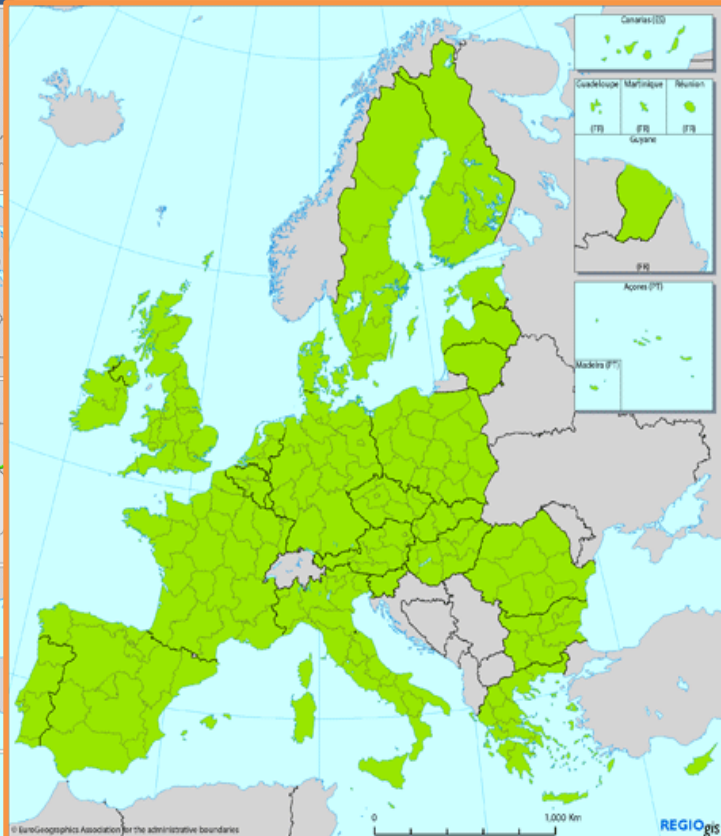 Canarias (ES)
Guadeloupe
Martinique
Réunion
(FR)
(FR)
(FR)
Guyane
(FR)
Açores (PT)
Madeira (PT)
0
1,000 Km
© EuroGeographics Association for the administrative boundaries
REGIOgis